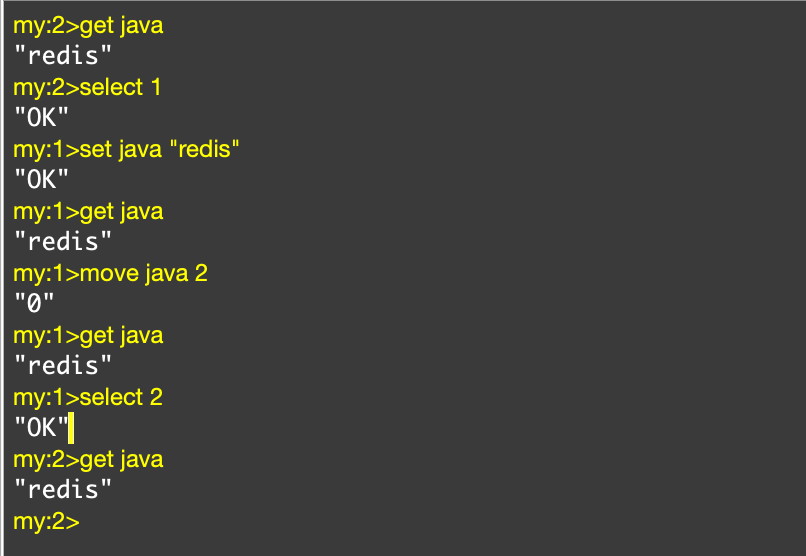 my:2>get java
"redis"
my:2>select 1
"OK"
my:1>set java "redis"
"OK"
my:1>get java
"redis"
my:1>move java 2
"0"
my:1>get java
"redis"
my:1>select 2
"OK"
my:2>get java
"redis"
my:2>